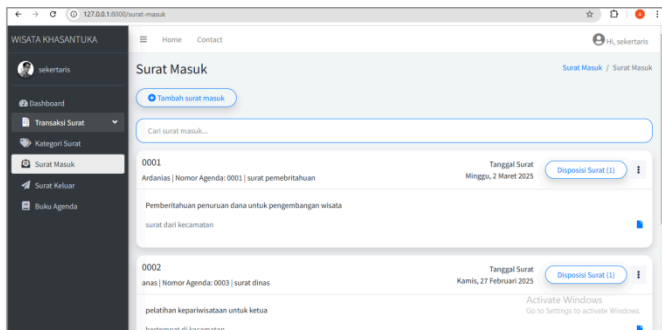 127.0.0.1:8000/surat-masuk
WISATA KHASANTUKA
Home Contact
Hi, sekertaris
sekertaris
Surat Masuk
Surat Masuk / Surat Masuk
Dashboard
Transaksi Surat
Kategori Surat
Surat Masuk
Surat Keluar
Buku Agenda
Tambah surat masuk
Cari surat masuk...
0001
Ardanias | Nomor Agenda: 0001 | surat pemebritahuan
Tanggal Surat
Minggu, 2 Maret 2025
Disposisi Surat (1)
Pemberitahuan penuruan dana untuk pengembangan wisata
surat dari kecamatan
0002
anas | Nomor Agenda: 0003 | surat dinas
Tanggal Surat
Kamis, 27 Februari 2025
Disposisi Surat (1)
pelatihan kepariwisataan untuk ketua
bertempat di kecamatan
Activate Windows
Go to Settings to activate Windows.